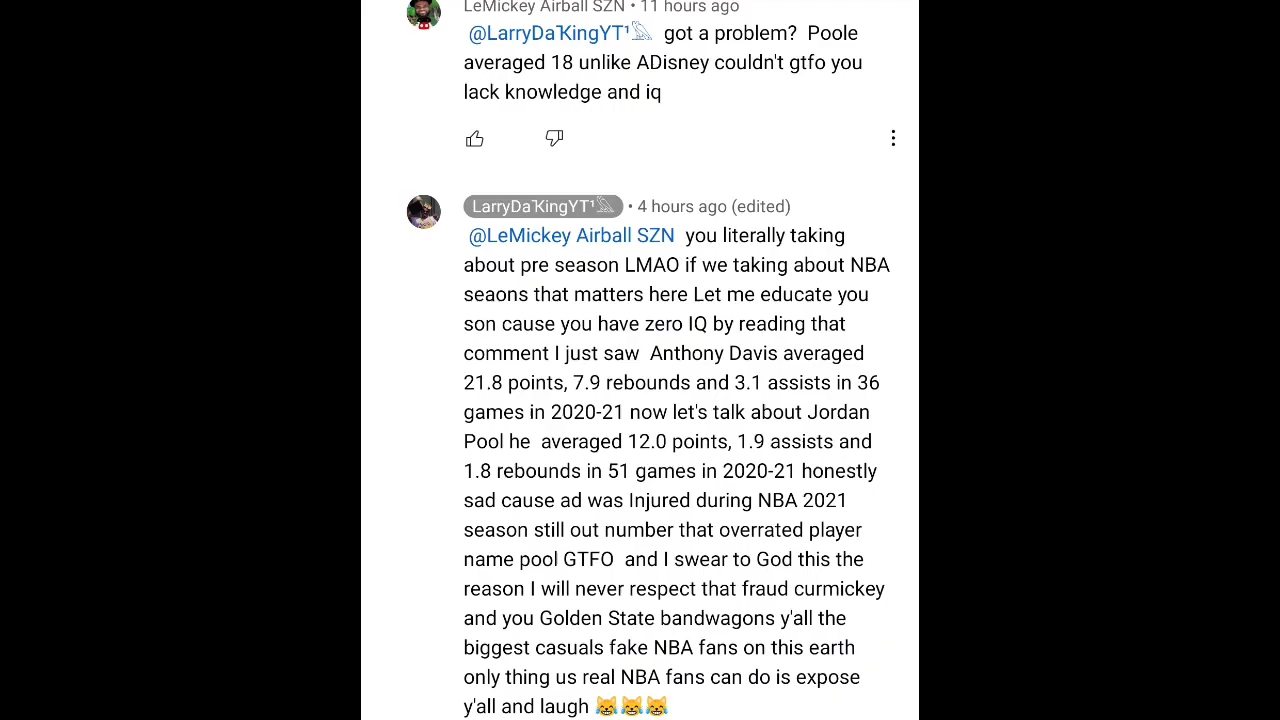 LeMickey Airball SZN • 11 hours ago
@LarryDaKingYT¹𓅓 got a problem? Poole
averaged 18 unlike ADisney couldn't gtfo you
lack knowledge and iq
LarryDaKingYT¹𓅓 • 4 hours ago (edited)
@LeMickey Airball SZN you literally taking
about pre season LMAO if we taking about NBA
seaons that matters here Let me educate you
son cause you have zero IQ by reading that
comment I just saw Anthony Davis averaged
21.8 points, 7.9 rebounds and 3.1 assists in 36
games in 2020-21 now let's talk about Jordan
Pool he averaged 12.0 points, 1.9 assists and
1.8 rebounds in 51 games in 2020-21 honestly
sad cause ad was Injured during NBA 2021
season still out number that overrated player
name pool GTFO and I swear to God this the
reason I will never respect that fraud curmickey
and you Golden State bandwagons y'all the
biggest casuals fake NBA fans on this earth
only thing us real NBA fans can do is expose
y'all and laugh 😹😹😹